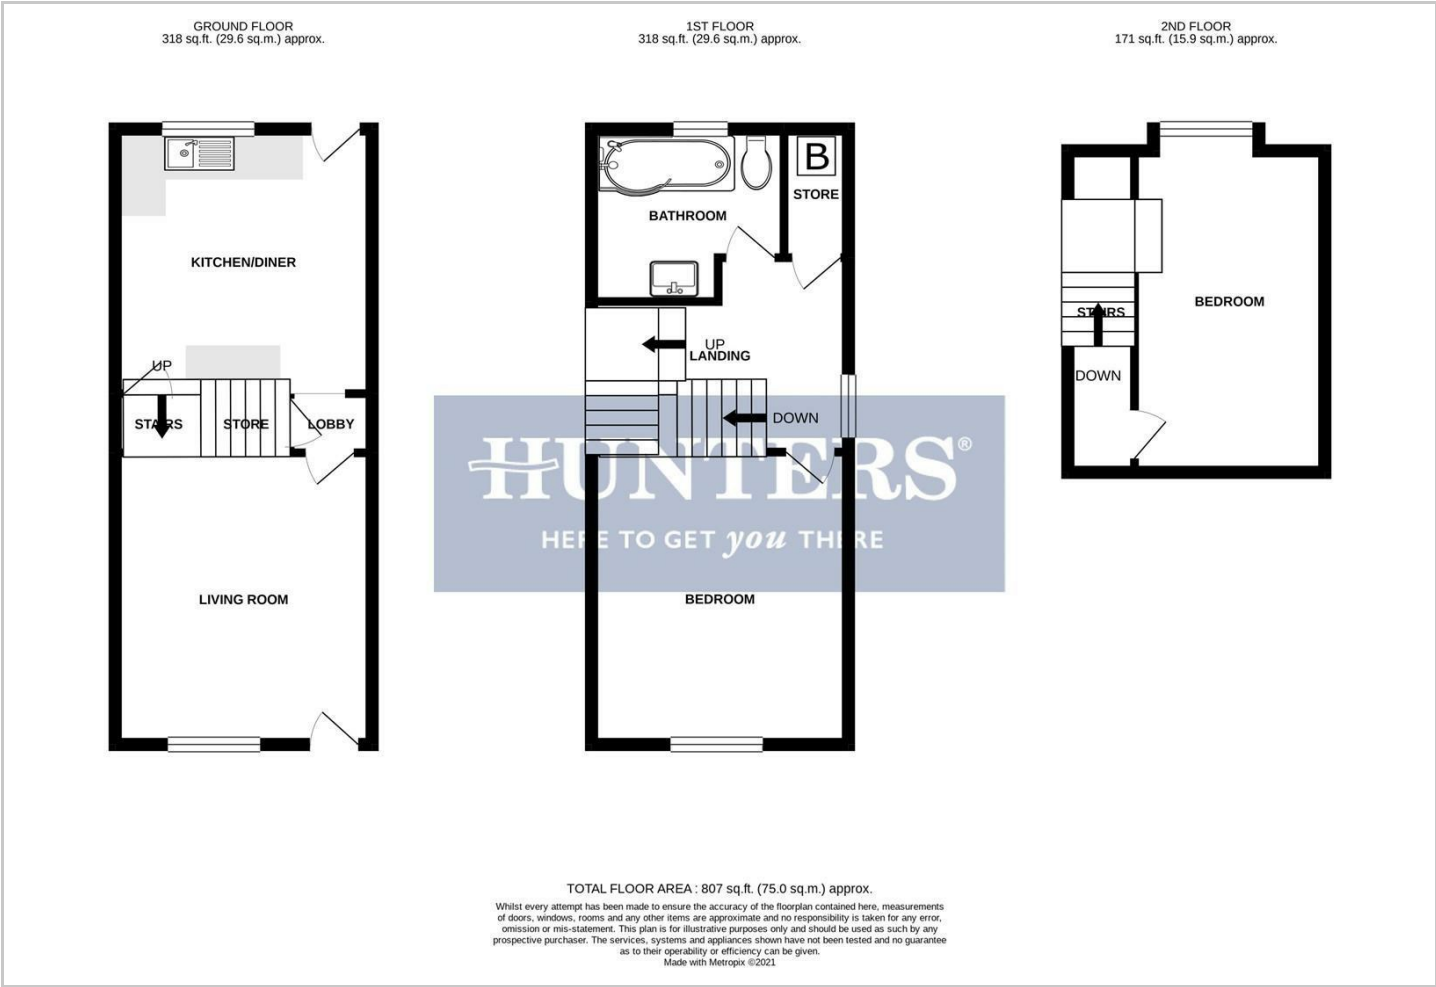 GROUND FLOOR
318 sq.ft. (29.6 sq.m.) approx.
1ST FLOOR
318 sq.ft. (29.6 sq.m.) approx.
2ND FLOOR
171 sq.ft. (15.9 sq.m.) approx.
KITCHEN/DINER
UP
STAIRS
STORE
LOBBY
LIVING ROOM
B
STORE
BATHROOM
UP
LANDING
DOWN
BEDROOM
BEDROOM
STAIRS
DOWN
HUNTERS®
HERE TO GET you THERE
TOTAL FLOOR AREA : 807 sq.ft. (75.0 sq.m.) approx.
Whilst every attempt has been made to ensure the accuracy of the floorplan contained here, measurements
of doors, windows, rooms and any other items are approximate and no responsibility is taken for any error,
omission or mis-statement. This plan is for illustrative purposes only and should be used as such by any
prospective purchaser. The services, systems and appliances shown have not been tested and no guarantee
as to their operability or efficiency can be given.
Made with Metropix ©2021